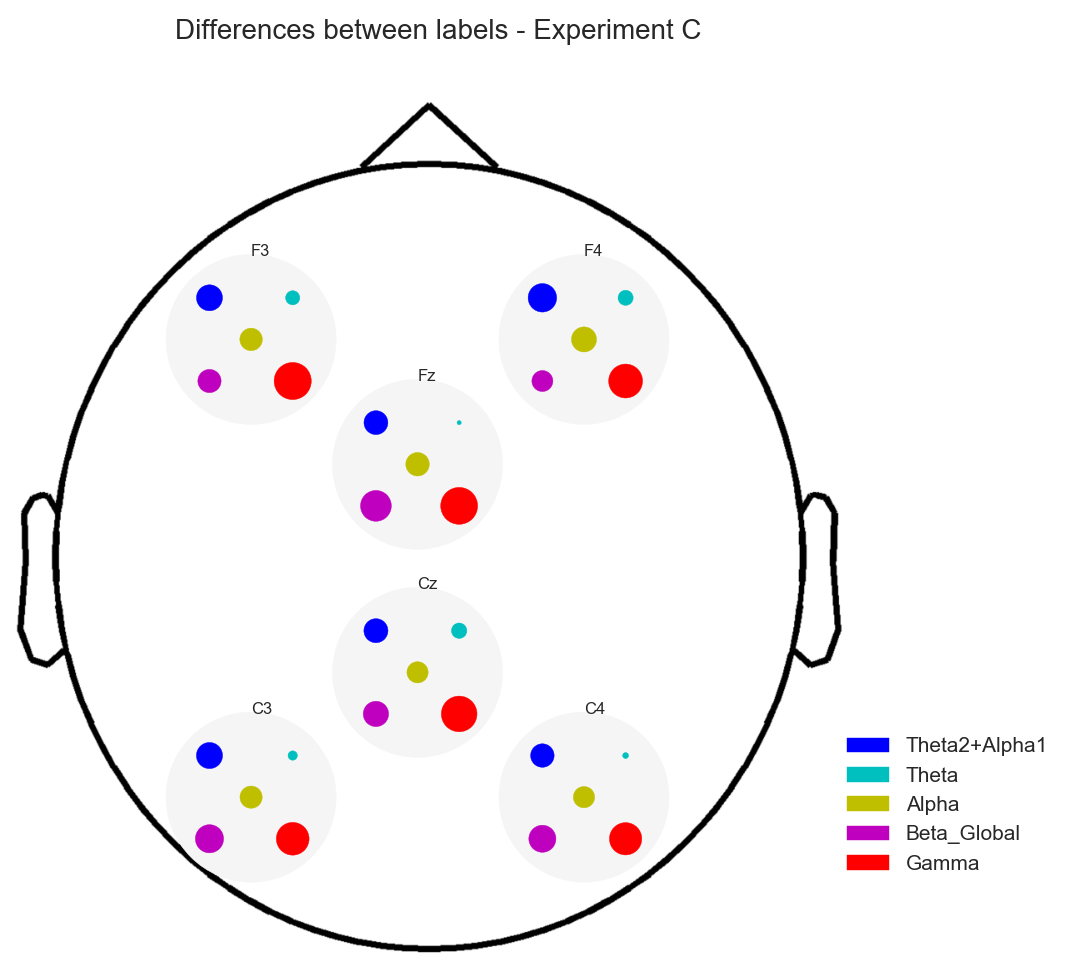 Differences between labels - Experiment C
F3
F4
Fz
Cz
C3
C4
Theta2+Alpha1
Theta
Alpha
Beta_Global
Gamma